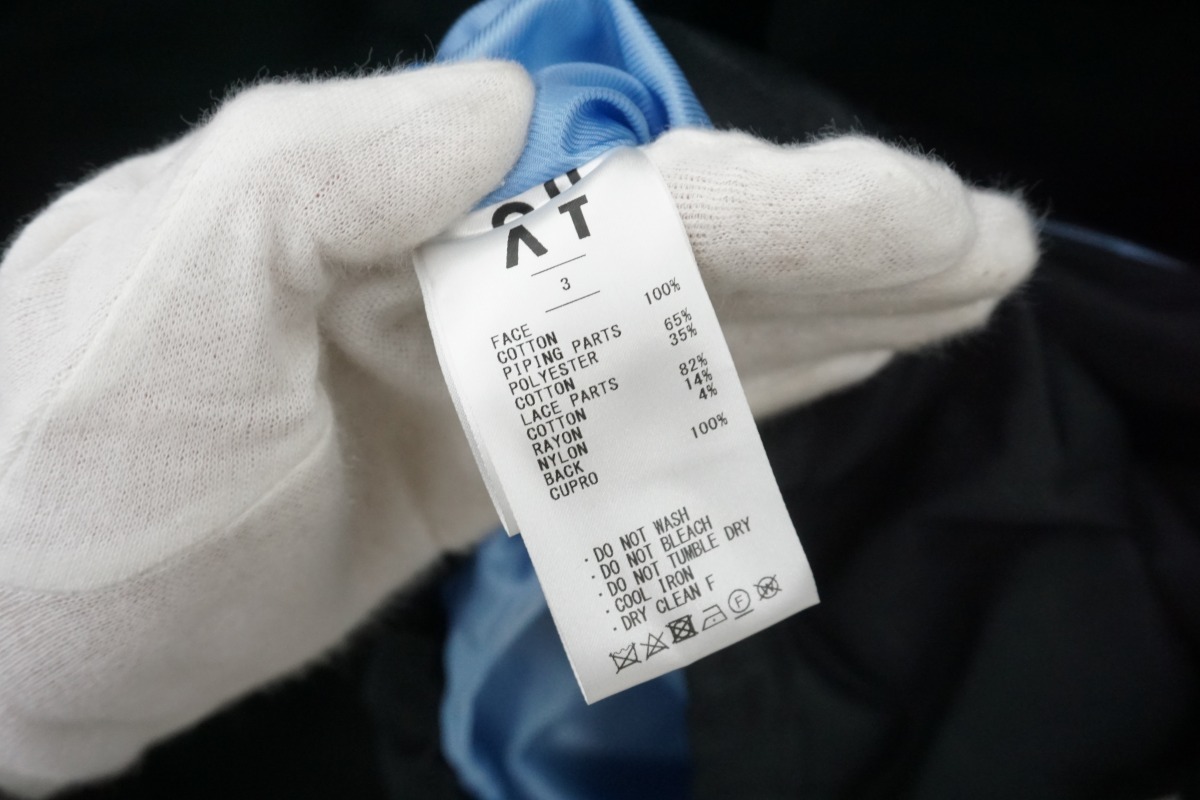 ΛT
3
FACE
COTTON 100%
PIPING PARTS
POLYESTER 65%
COTTON 35%
LACE PARTS
COTTON 82%
RAYON 14%
NYLON 4%
BACK
CUPRO 100%
· DO NOT WASH
· DO NOT BLEACH
· DO NOT TUMBLE DRY
· COOL IRON
· DRY CLEAN F
F W